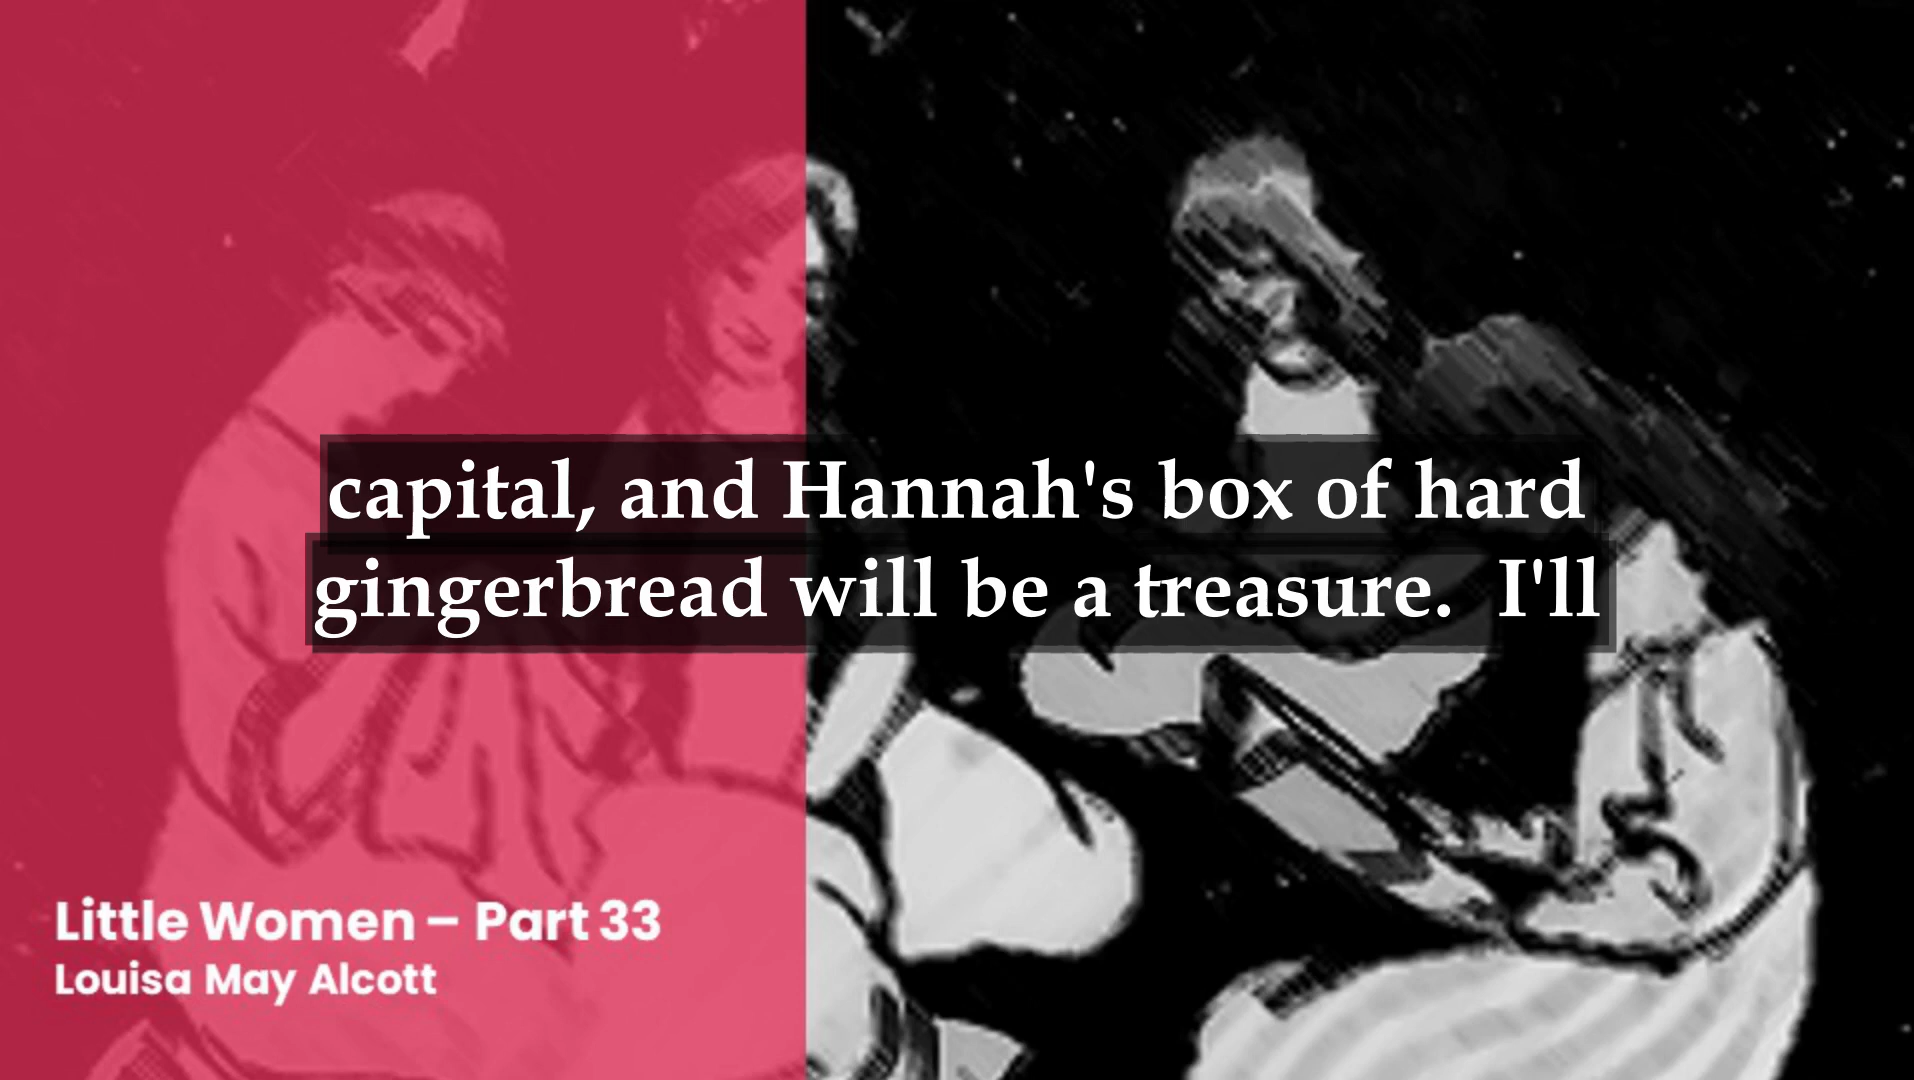 capital, and Hannah's box of hard
gingerbread will be a treasure.  I'll
Little Women – Part 33
Louisa May Alcott